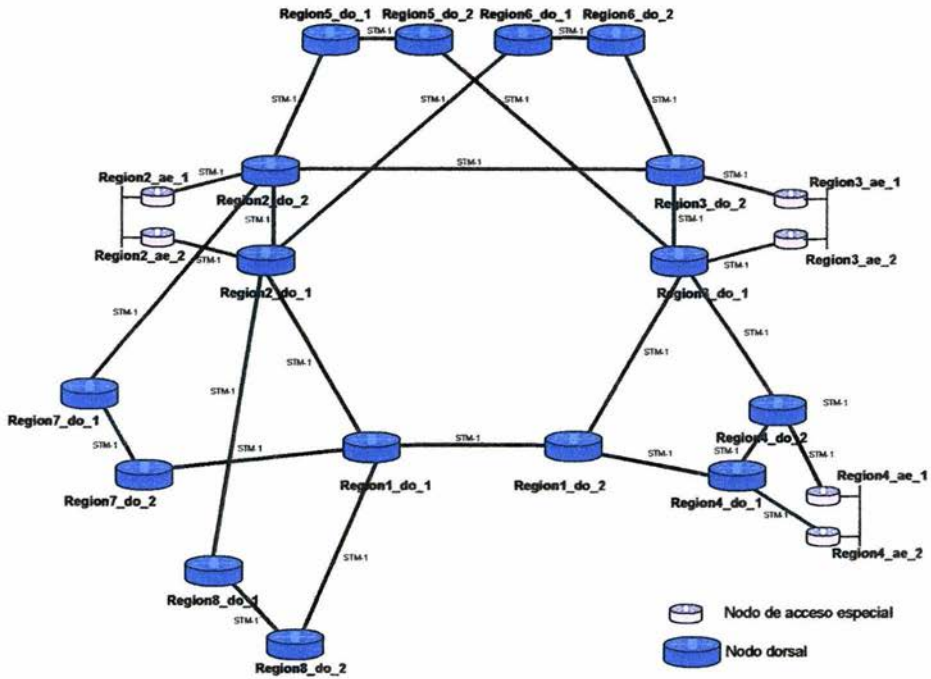 Region5_do_1
Region5_do_2
Region6_do_1
Region6_do_2
STM-1
STM-1
STM-1
STM-1
STM-1
STM-1
Region2_ae_1
STM-1
STM-1
STM-1
Region3_ae_1
Region2_do_2
Region3_do_2
STM-1
STM-1
Region2_ae_2
STM-1
STM-1
Region3_ae_2
Region2_do_1
Region3_do_1
STM-1
STM-1
STM-1
STM-1
STM-1
STM-1
Region7_do_1
STM-1
STM-1
STM-1
Region4_do_2
STM-1
STM-1
STM-1
Region7_do_2
Region1_do_1
Region1_do_2
Region4_do_1
Region4_ae_1
STM-1
STM-1
Region4_ae_2
Region8_do_1
STM-1
Region8_do_2
Nodo de acceso especial
Nodo dorsal